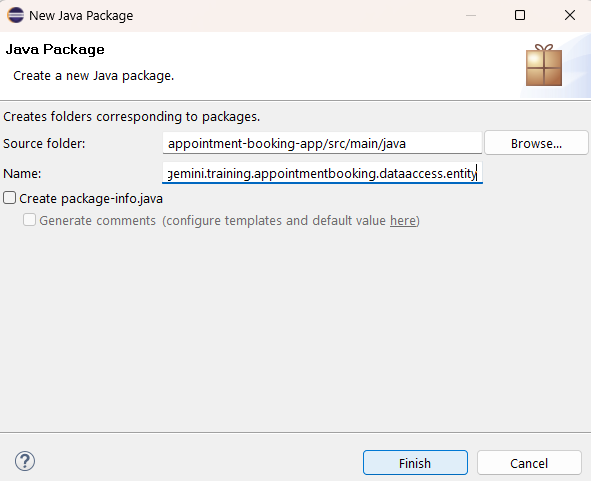 New Java Package
Java Package
Create a new Java package.
Creates folders corresponding to packages.
Source folder: appointment-booking-app/src/main/java Browse...
Name: gemini.training.appointmentbooking.dataaccess.entity
Create package-info.java
Generate comments (configure templates and default value here)
? Finish Cancel